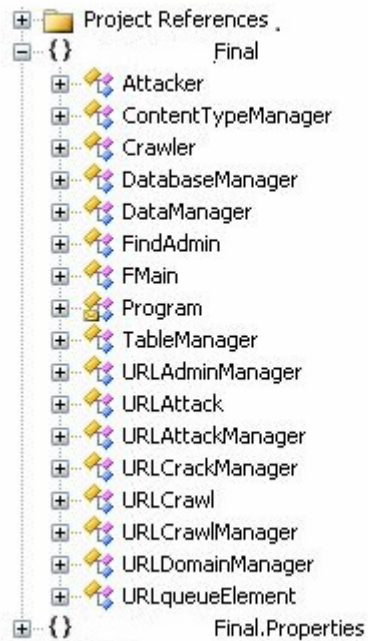 Project References
{} Final
Attacker
ContentTypeManager
Crawler
DatabaseManager
DataManager
FindAdmin
FMain
Program
TableManager
URLAdminManager
URLAttack
URLAttackManager
URLCrackManager
URLCrawl
URLCrawlManager
URLDomainManager
URLqueueElement
{} Final.Properties